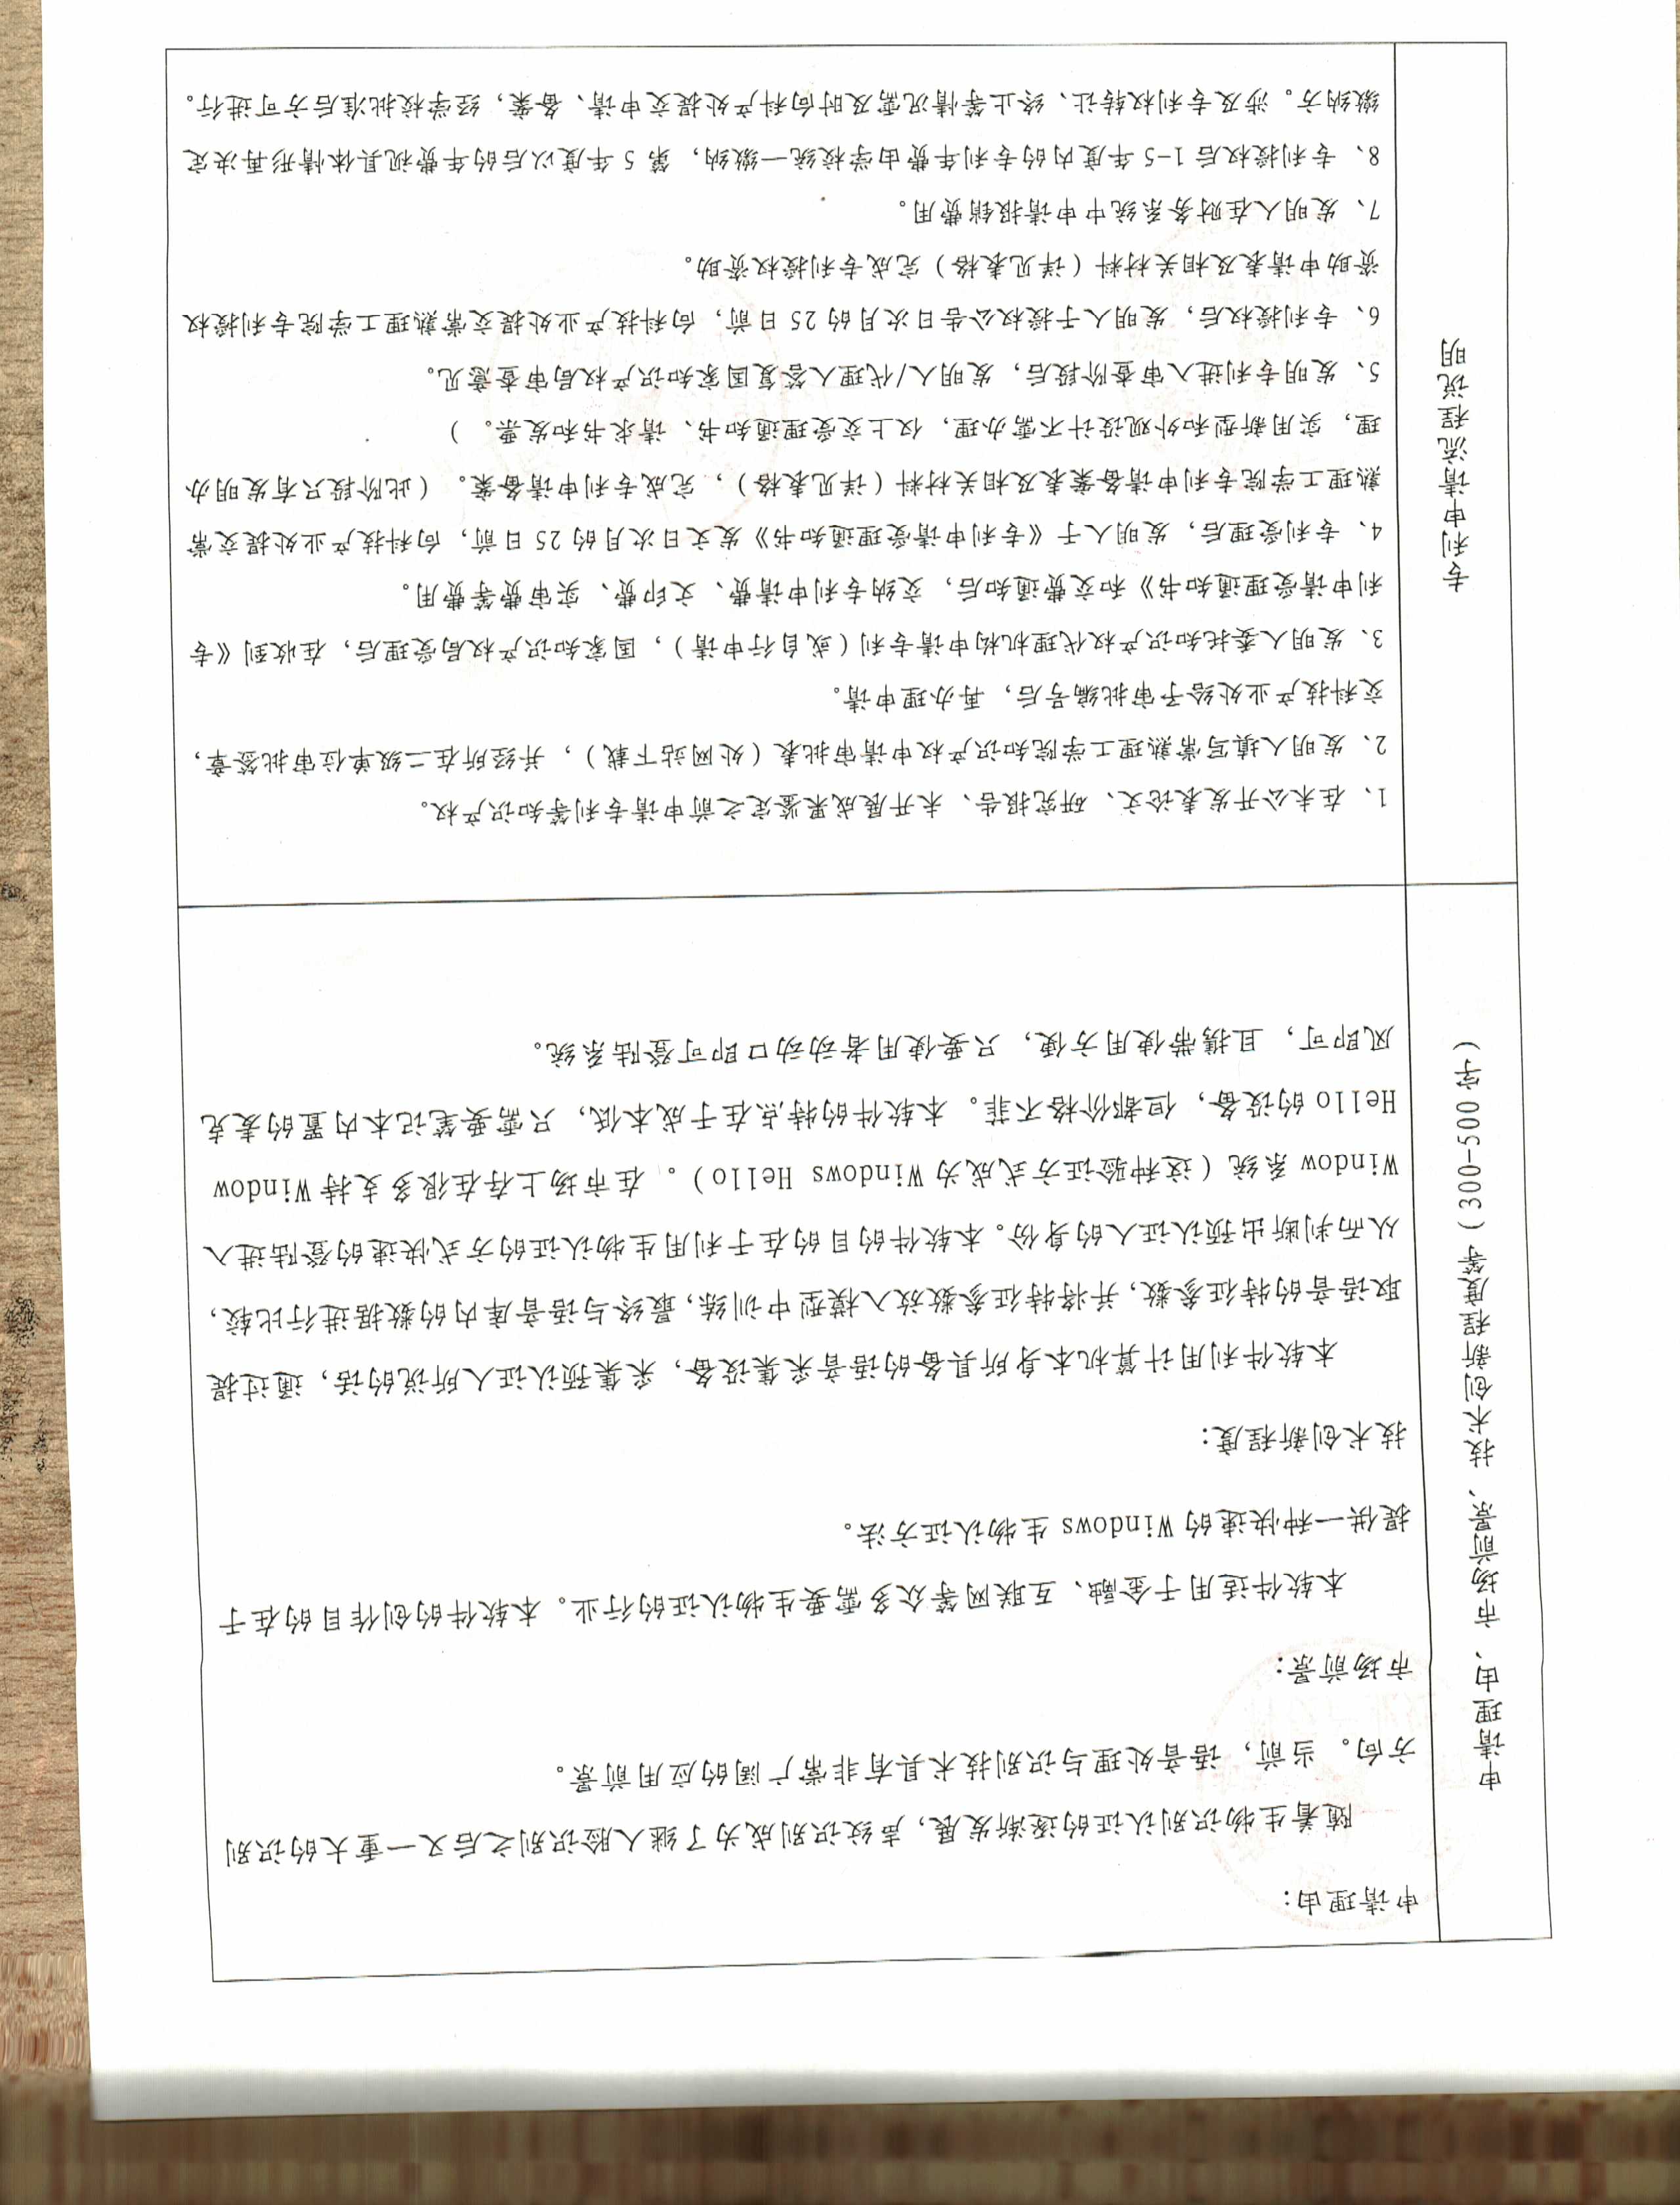 申请理由、市场前景、技术创新程度等（300-500字）
申请理由：
随着生物识别认证的逐渐发展，声纹识别成为了继人脸识别之后又一重大的识别
方向。当前，语音处理与识别技术具有非常广阔的应用前景。
市场前景：
本软件适用于金融、互联网等众多需要生物认证的行业。本软件的创作目的在于
提供一种快速的 Windows 生物认证方法。
技术创新程度：
本软件利用计算机本身所具备的语音采集设备，采集预认证人所说的话，通过提
取语音的特征参数，并将特征参数放入模型中训练，最终与语音库内的数据进行比较，
从而判断出预认证人的身份。本软件的目的在于利用生物认证的方式快速的登陆进入
Window 系统（这种验证方式成为 Windows Hello）。在市场上存在很多支持 Window
Hello 的设备，但都价格不菲。本软件的特点在于成本低，只需要笔记本内置的麦克
风即可，且携带使用方便，只要使用者动动口即可登陆系统。
专利申请流程说明
1、在未公开发表论文、研究报告、未开展成果鉴定之前申请专利等知识产权。
2、发明人填写常熟理工学院知识产权申请审批表（处网站下载），并经所在二级单位审批签章，
交科技产业处给予审批编号后，再办理申请。
3、发明人委托知识产权代理机构申请专利（或自行申请），国家知识产权局受理后，在收到《专
利申请受理通知书》和交费通知后，交纳专利申请费、文印费、实审费等费用。
4、专利受理后，发明人于《专利申请受理通知书》发文日次月的 25 日前，向科技产业处提交常
熟理工学院专利申请备案表及相关材料（详见表格），完成专利申请备案。（此阶段只有发明办
理，实用新型和外观设计不需办理，仅上交受理通知书、请求书和发票。）
5、发明专利进入审查阶段后，发明人/代理人答复国家知识产权局审查意见。
6、专利授权后，发明人于授权公告日次月的 25 日前，向科技产业处提交常熟理工学院专利授权
资助申请表及相关材料（详见表格）完成专利授权资助。
7、发明人在财务系统中申请报销费用。
8、专利授权后 1-5 年度内的专利年费由学校统一缴纳，第 5 年度以后的年费视具体情形再决定
缴纳方。涉及专利权转让、终止等情况需及时向科产处提交申请、备案，经学校批准后方可进行。